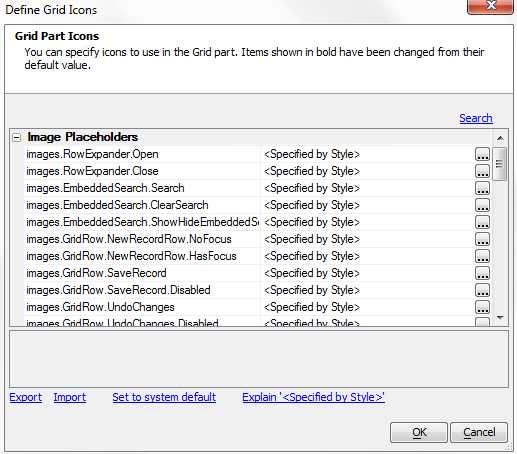 Define Grid Icons
Grid Part Icons
You can specify icons to use in the Grid part. Items shown in bold have been changed from their
default value.
Search
Image Placeholders
images.RowExpander.Open <Specified by Style> ...
images.RowExpander.Close <Specified by Style> ...
images.EmbeddedSearch.Search <Specified by Style> ...
images.EmbeddedSearch.ClearSearch <Specified by Style> ...
images.EmbeddedSearch.ShowHideEmbeddedSe <Specified by Style> ...
images.GridRow.NewRecordRow.NoFocus <Specified by Style> ...
images.GridRow.NewRecordRow.HasFocus <Specified by Style> ...
images.GridRow.SaveRecord <Specified by Style> ...
images.GridRow.SaveRecord.Disabled <Specified by Style> ...
images.GridRow.UndoChanges <Specified by Style> ...
images.GridRow.UndoChanges.Disabled <Specified by Style> ...
Export Import Set to system default Explain '<Specified by Style>'
OK Cancel